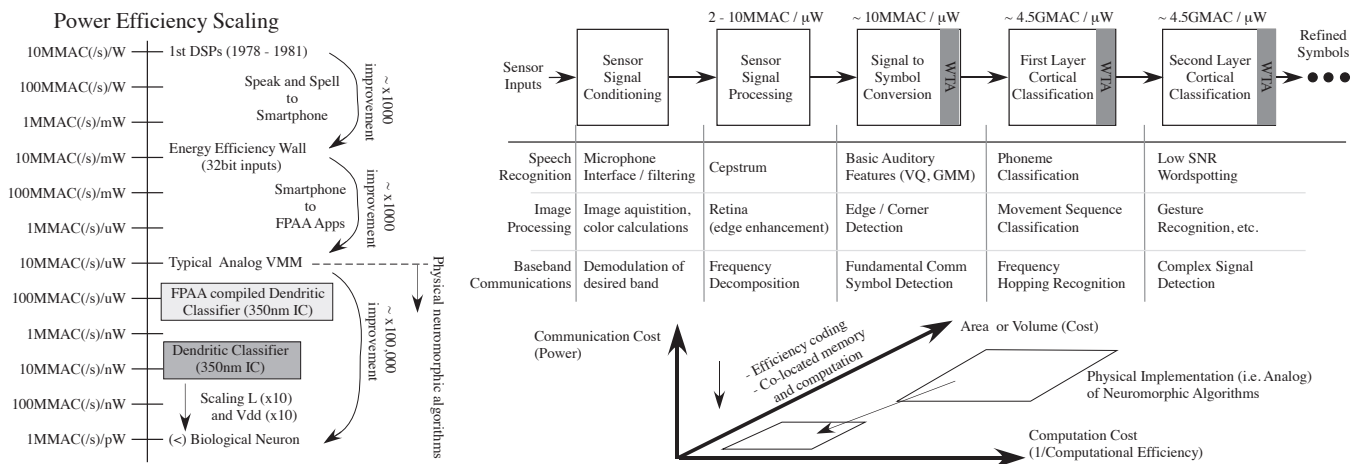 Power Efficiency Scaling
10MMAC(/s)/W
1st DSPs (1978 - 1981)
100MMAC(/s)/W
Speak and Spell
to
Smartphone
~ x1000
improvement
1MMAC(/s)/mW
10MMAC(/s)/mW
Energy Efficiency Wall
(32bit inputs)
100MMAC(/s)/mW
Smartphone
to
FPAA Apps
~ x1000
improvement
1MMAC(/s)/uW
10MMAC(/s)/uW
Typical Analog VMM
100MMAC(/s)/uW
FPAA compiled Dendritic
Classifier (350nm IC)
1MMAC(/s)/nW
Dendritic Classifier
(350nm IC)
10MMAC(/s)/nW
~ x100,000
improvement
Physical neuromorphic algorithms
100MMAC(/s)/nW
Scaling L (x10)
and Vdd (x10)
1MMAC(/s)/pW
(<) Biological Neuron
2 - 10MMAC / μW
~ 10MMAC / μW
~ 4.5GMAC / μW
~ 4.5GMAC / μW
Sensor
Inputs
Sensor
Signal
Conditioning
Sensor
Signal
Processing
Signal to
Symbol
Conversion
WTA
First Layer
Cortical
Classification
WTA
Second Layer
Cortical
Classification
WTA
Refined
Symbols
Speech
Recognition
Microphone
Interface / filtering
Cepstrum
Basic Auditory
Features (VQ, GMM)
Phoneme
Classification
Low SNR
Wordspotting
Image
Processing
Image aquistition,
color calculations
Retina
(edge enhancement)
Edge / Corner
Detection
Movement Sequence
Classification
Gesture
Recognition, etc.
Baseband
Communications
Demodulation of
desired band
Frequency
Decomposition
Fundamental Comm
Symbol Detection
Frequency
Hopping Recognition
Complex Signal
Detection
Communication Cost
(Power)
- Efficiency coding
- Co-located memory
and computation
Area or Volume (Cost)
Physical Implementation (i.e. Analog)
of Neuromorphic Algorithms
Computation Cost
(1/Computational Efficiency)